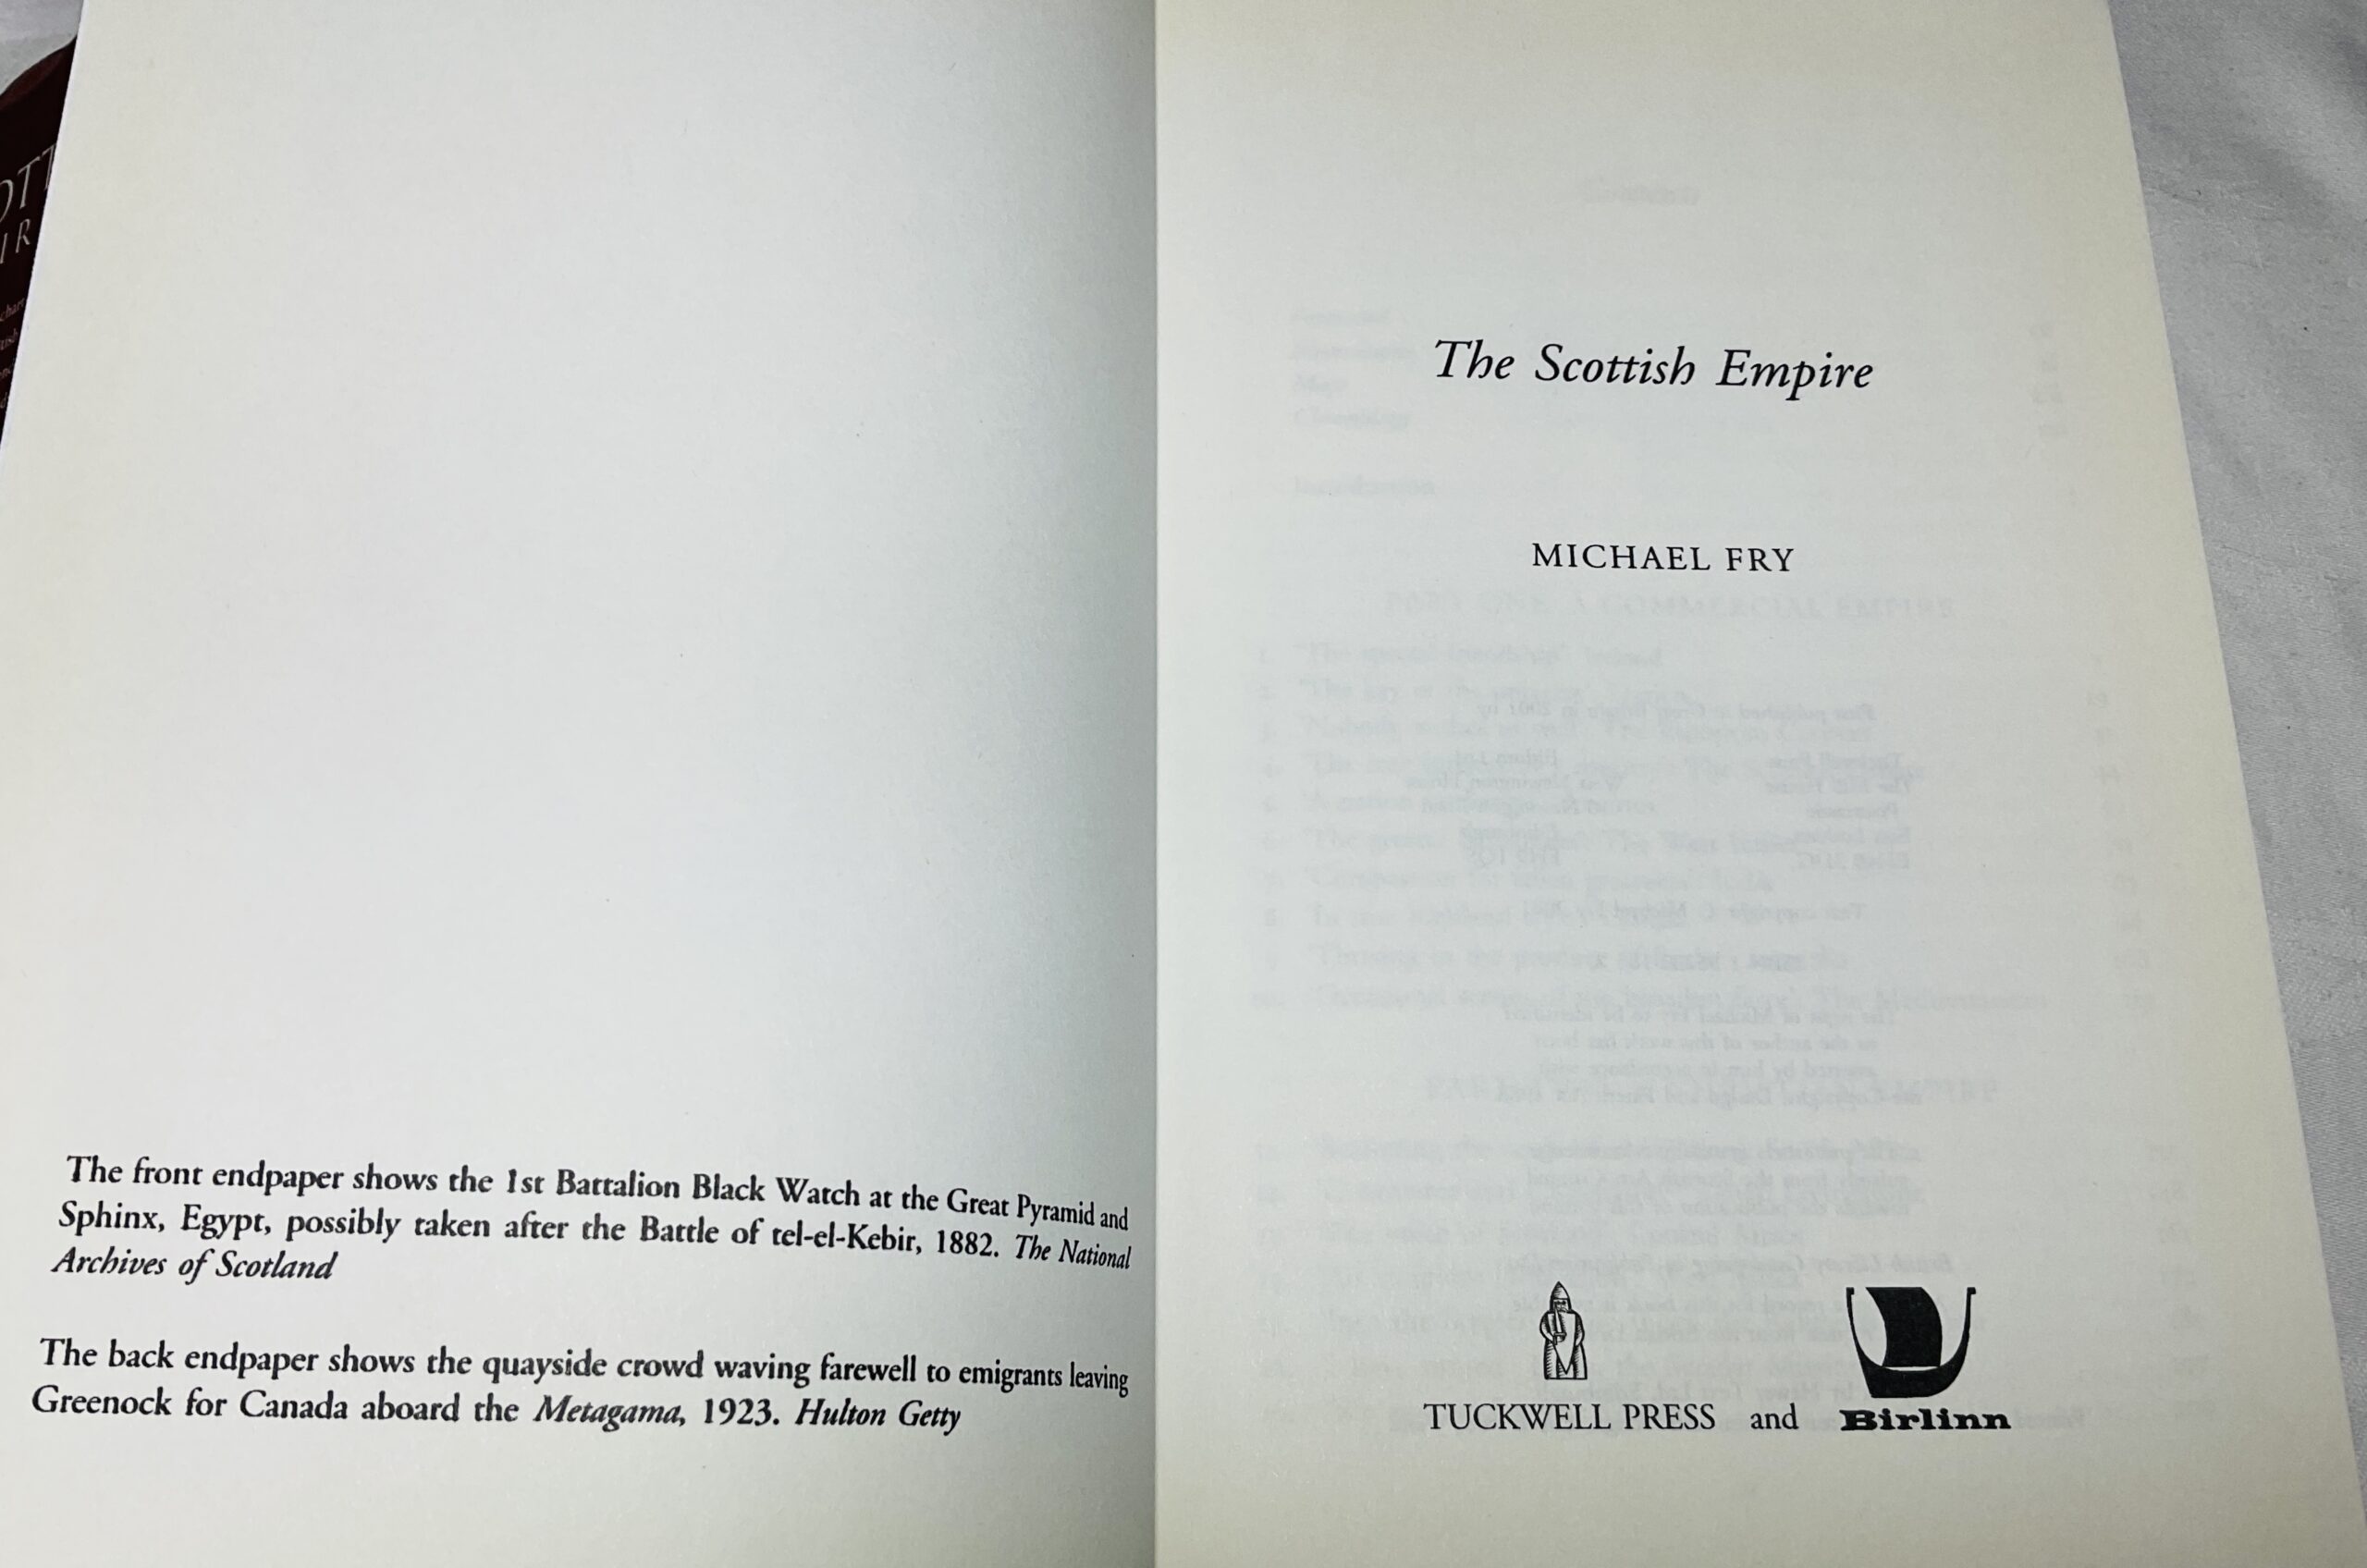 The front endpaper shows the 1st Battalion Black Watch at the Great Pyramid and
Sphinx, Egypt, possibly taken after the Battle of tel-el-Kebir, 1882. The National
Archives of Scotland
The back endpaper shows the quayside crowd waving farewell to emigrants leaving
Greenock for Canada aboard the Metagama, 1923. Hulton Getty
The Scottish Empire
MICHAEL FRY
TUCKWELL PRESS and Birlinn